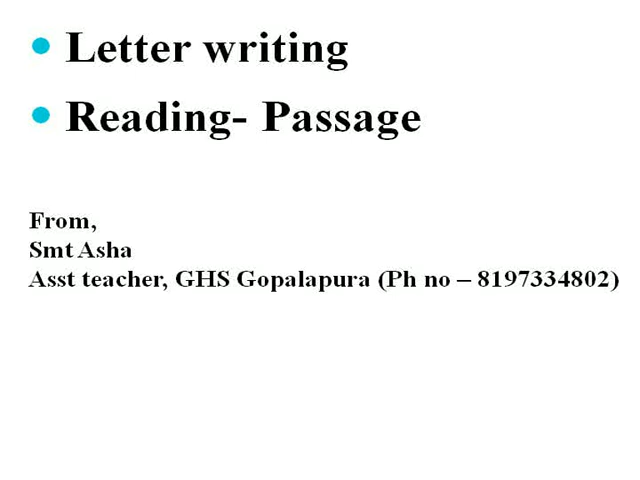 • Letter writing
• Reading- Passage
From,
Smt Asha
Asst teacher, GHS Gopalapura (Ph no – 8197334802)